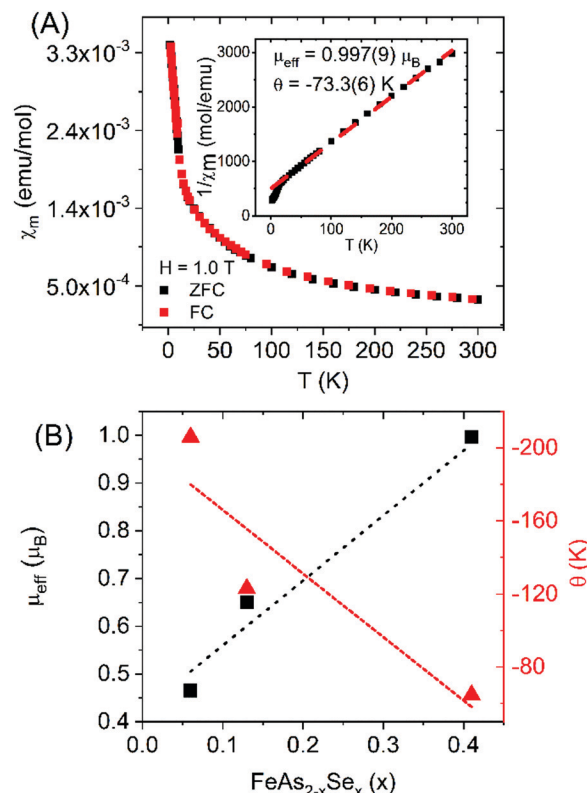 (A)
3.3x10⁻³
2.4x10⁻³
1.4x10⁻³
5.0x10⁻⁴
χm (emu/mol)
3000
2000
1000
0
1/χm (mol/emu)
μeff = 0.997(9) μB
θ = -73.3(6) K
0 100 200 300
T (K)
H = 1.0 T
ZFC
FC
0 50 100 150 200 250 300
T (K)
(B)
1.0
0.9
0.8
0.7
0.6
0.5
0.4
μeff (μB)
-200
-160
-120
-80
θ (K)
0.0 0.1 0.2 0.3 0.4
FeAs2-xSex (x)